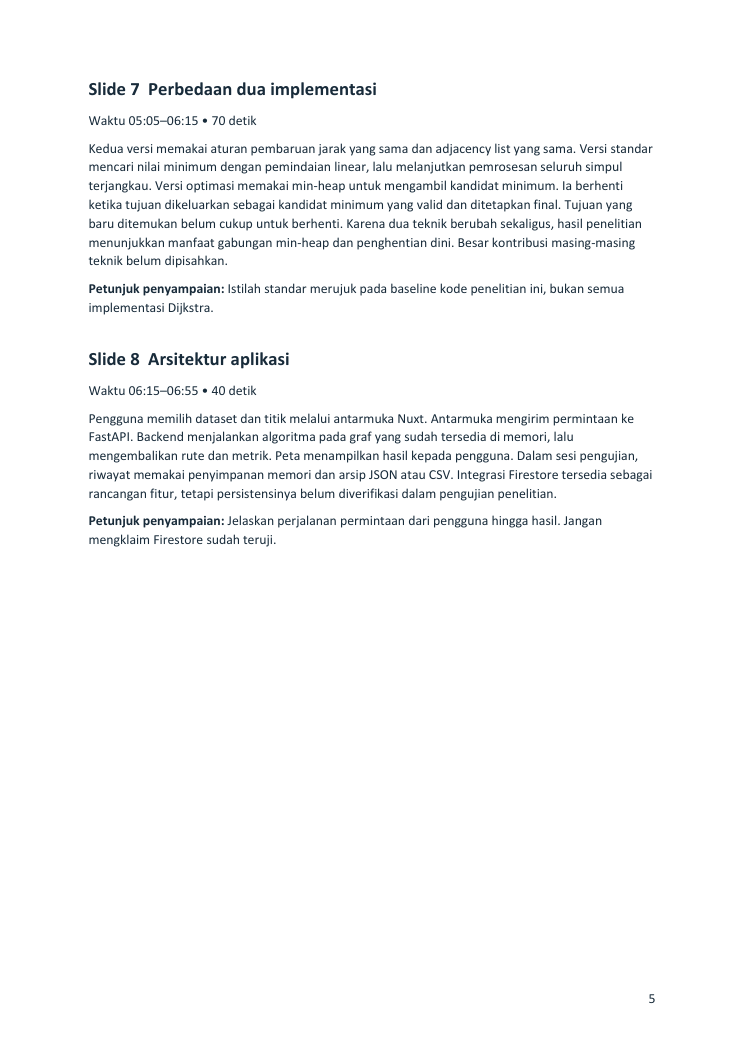 Slide 7  Perbedaan dua implementasi
Waktu 05:05–06:15 • 70 detik
Kedua versi memakai aturan pembaruan jarak yang sama dan adjacency list yang sama. Versi standar
mencari nilai minimum dengan pemindaian linear, lalu melanjutkan pemrosesan seluruh simpul
terjangkau. Versi optimasi memakai min-heap untuk mengambil kandidat minimum. Ia berhenti
ketika tujuan dikeluarkan sebagai kandidat minimum yang valid dan ditetapkan final. Tujuan yang
baru ditemukan belum cukup untuk berhenti. Karena dua teknik berubah sekaligus, hasil penelitian
menunjukkan manfaat gabungan min-heap dan penghentian dini. Besar kontribusi masing-masing
teknik belum dipisahkan.
Petunjuk penyampaian: Istilah standar merujuk pada baseline kode penelitian ini, bukan semua
implementasi Dijkstra.
Slide 8  Arsitektur aplikasi
Waktu 06:15–06:55 • 40 detik
Pengguna memilih dataset dan titik melalui antarmuka Nuxt. Antarmuka mengirim permintaan ke
FastAPI. Backend menjalankan algoritma pada graf yang sudah tersedia di memori, lalu
mengembalikan rute dan metrik. Peta menampilkan hasil kepada pengguna. Dalam sesi pengujian,
riwayat memakai penyimpanan memori dan arsip JSON atau CSV. Integrasi Firestore tersedia sebagai
rancangan fitur, tetapi persistensinya belum diverifikasi dalam pengujian penelitian.
Petunjuk penyampaian: Jelaskan perjalanan permintaan dari pengguna hingga hasil. Jangan
mengklaim Firestore sudah teruji.
5